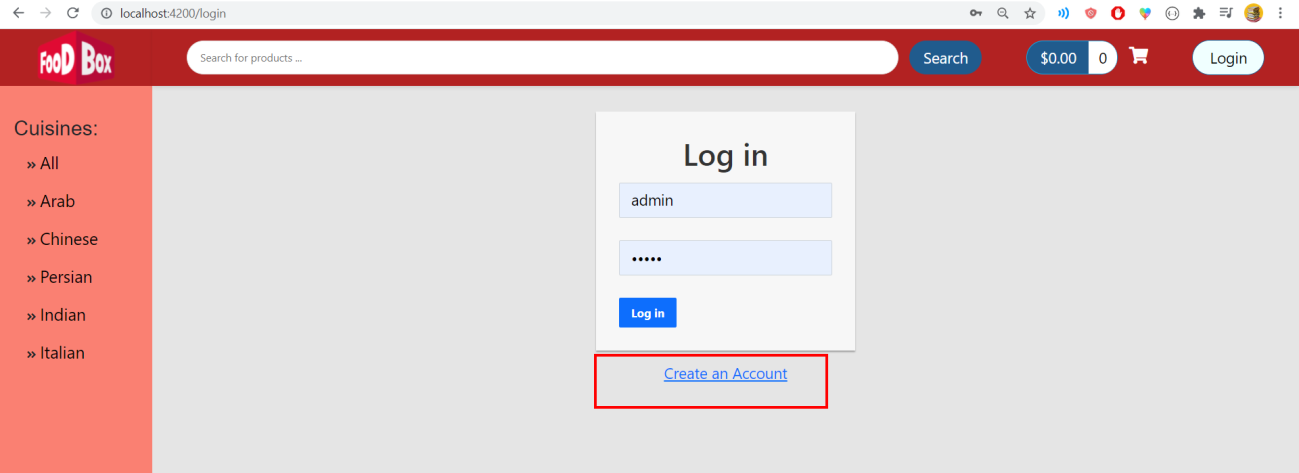 localhost:4200/login
FooD Box
Search for products ...
Search
$0.00
0
Login
Cuisines:
» All
» Arab
» Chinese
» Persian
» Indian
» Italian
Log in
admin
•••••
Log in
Create an Account